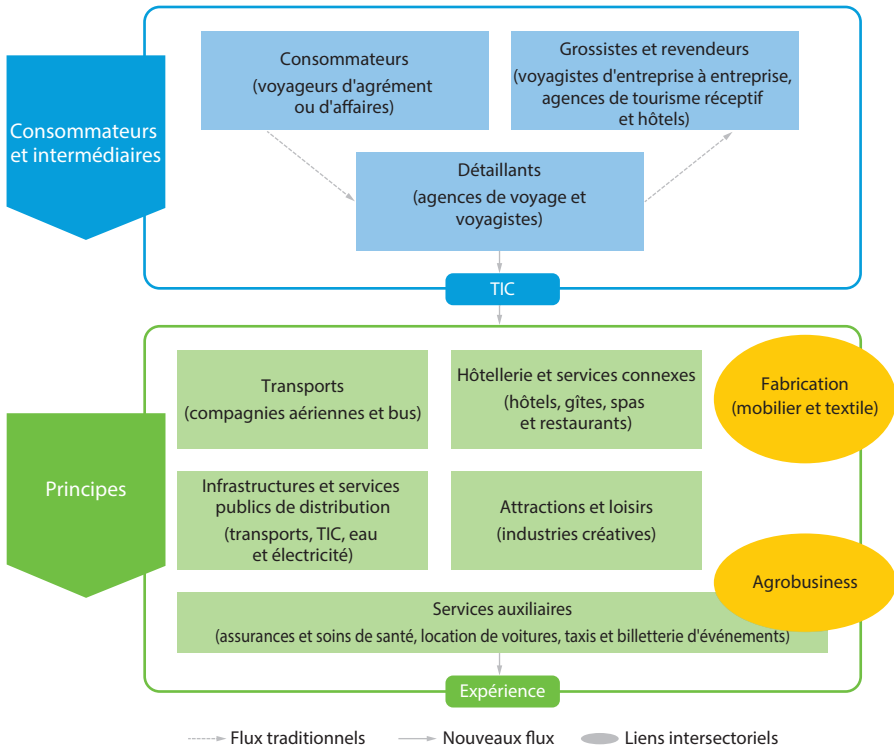 Consommateurs
et intermédiaires
Consommateurs
(voyageurs d'agrément
ou d'affaires)
Grossistes et revendeurs
(voyagistes d'entreprise à entreprise,
agences de tourisme réceptif
et hôtels)
Détaillants
(agences de voyage et
voyagistes)
TIC
Principes
Transports
(compagnies aériennes et bus)
Hôtellerie et services connexes
(hôtels, gîtes, spas
et restaurants)
Fabrication
(mobilier et textile)
Infrastructures et services
publics de distribution
(transports, TIC, eau
et électricité)
Attractions et loisirs
(industries créatives)
Agrobusiness
Services auxiliaires
(assurances et soins de santé, location de voitures, taxis et billetterie d'événements)
Expérience
Flux traditionnels
Nouveaux flux
Liens intersectoriels